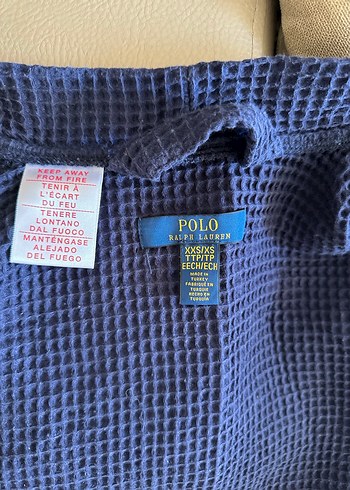 KEEP AWAY
FROM FIRE
TENIR À
L'ÉCART
DU FEU
TENERE
LONTANO
DAL FUOCO
MANTÉNGASE
ALEJADO
DEL FUEGO
POLO
RALPH LAUREN
XXS/XS
TTP/TP
EECH/ECH
MADE IN
TURKEY
FABRIQUÉ EN
TURQUIE
HECHO EN
TURQUÍA